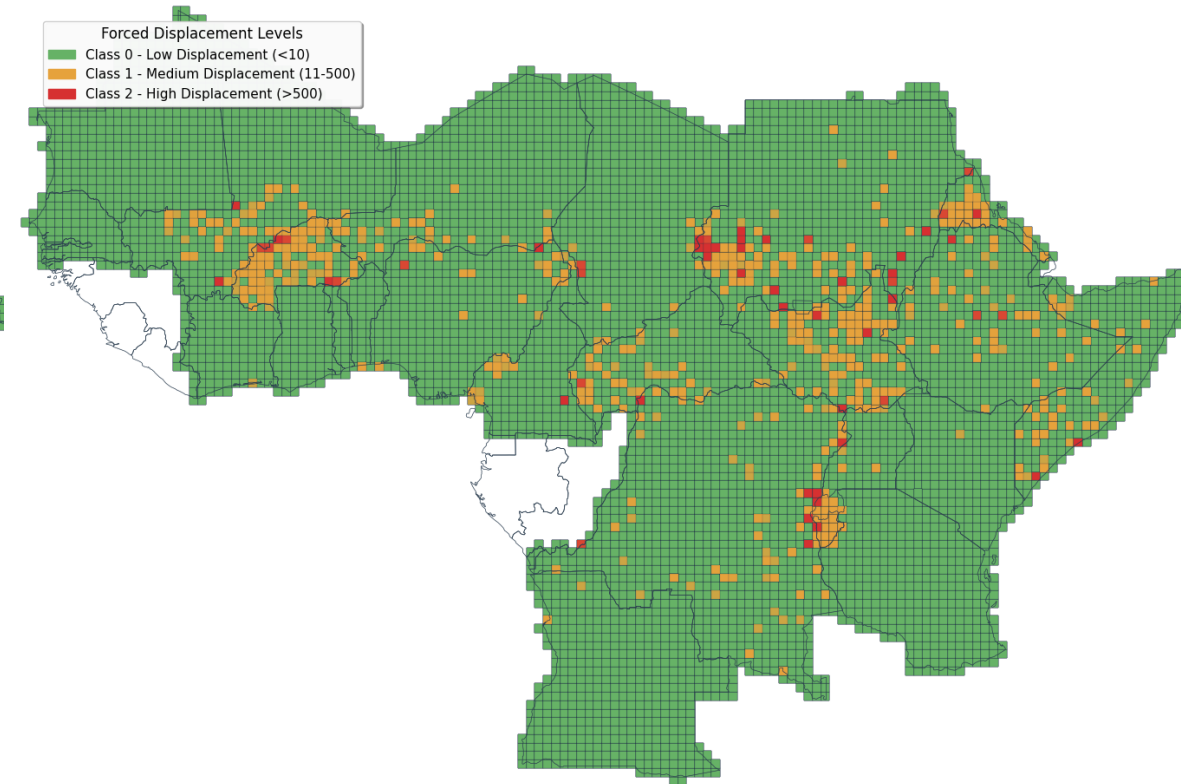 Forced Displacement Levels
Class 0 - Low Displacement (<10)
Class 1 - Medium Displacement (11-500)
Class 2 - High Displacement (>500)